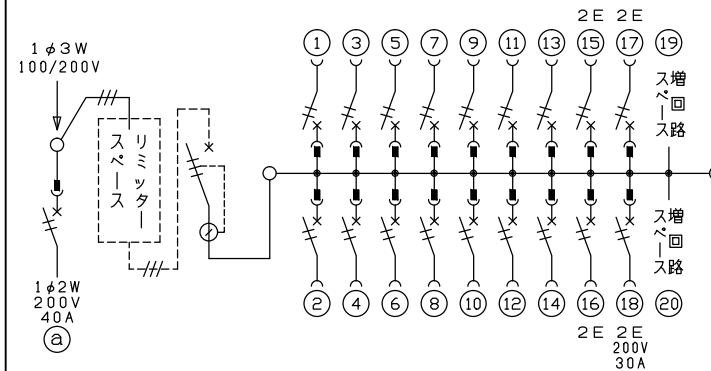 2E 2E
1φ3W
100/200V
① ③ ⑤ ⑦ ⑨ ⑪ ⑬ ⑮ ⑰ ⑲
増回路
スペース
リミッター
スペース
増回路
スペース
1φ2W
200V
40A
ⓐ
② ④ ⑥ ⑧ ⑩ ⑫ ⑭ ⑯ ⑱ ⑳
2E 2E
200V
30A